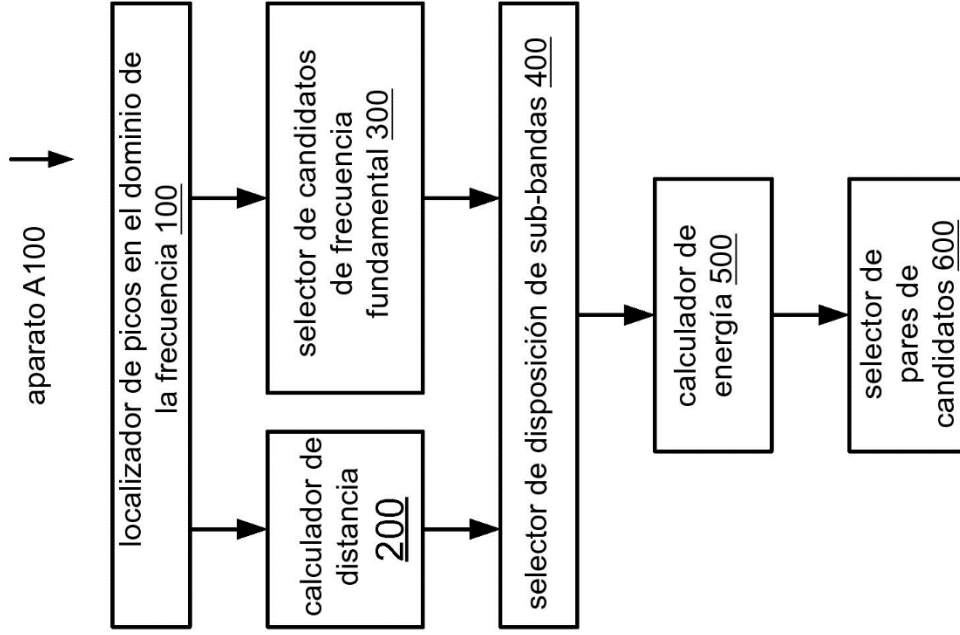 aparato A100
localizador de picos en el dominio de
la frecuencia 100
calculador de
distancia
200
selector de candidatos
de frecuencia
fundamental 300
selector de disposición de sub-bandas 400
calculador de
energía 500
selector de
pares de
candidatos 600